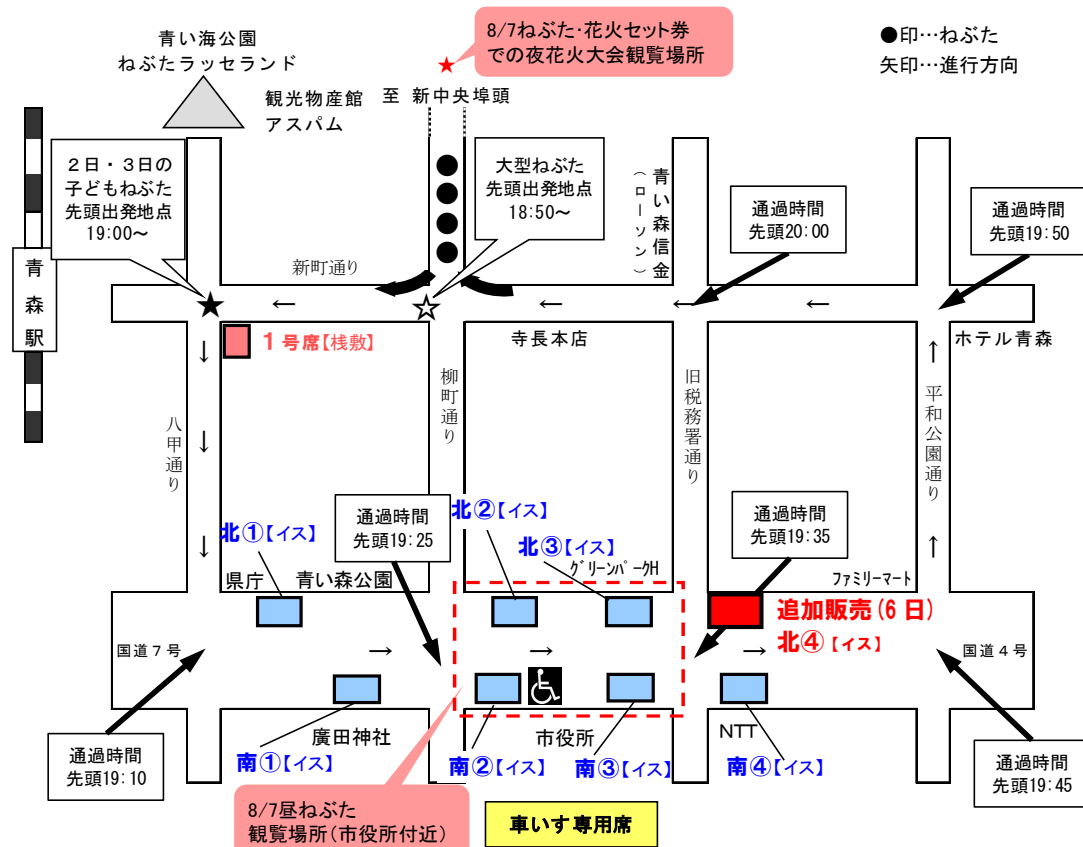 8/7ねぶた・花火セット券
での夜花火大会観覧場所
●印…ねぶた
矢印…進行方向
青い海公園
ねぶたラッセランド
観光物産館
アスパム
至 新中央埠頭
2日・3日の
子どもねぶた
先頭出発地点
19:00～
大型ねぶた
先頭出発地点
18:50～
青い森信金
(ローソン)
通過時間
先頭20:00
通過時間
先頭19:50
青森駅
新町通り
1号席【桟敷】
寺長本店
ホテル青森
八甲通り
柳町通り
旧税務署通り
平和公園通り
北①【イス】
通過時間
先頭19:25
北②【イス】
北③【イス】
通過時間
先頭19:35
県庁
青い森公園
グリーンパークH
ファミリーマート
追加販売(6日)
北④【イス】
国道7号
国道4号
廣田神社
市役所
NTT
南①【イス】
南②【イス】
南③【イス】
南④【イス】
通過時間
先頭19:10
通過時間
先頭19:45
8/7昼ねぶた
観覧場所(市役所付近)
車いす専用席